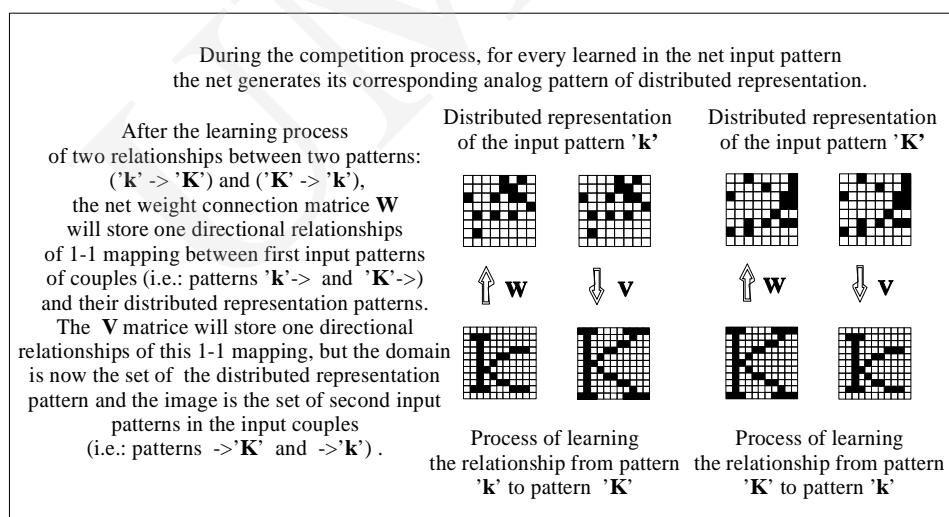 During the competition process, for every learned in the net input pattern
the net generates its corresponding analog pattern of distributed representation.
After the learning process
of two relationships between two patterns:
('k' -> 'K') and ('K' -> 'k'),
the net weight connection matrice W
will store one directional relationships
of 1-1 mapping between first input patterns
of couples (i.e.: patterns 'k'-> and 'K'->)
and their distributed representation patterns.
The V matrice will store one directional
relationships of this 1-1 mapping, but the domain
is now the set of the distributed representation
pattern and the image is the set of second input
patterns in the input couples
(i.e.: patterns ->'K' and ->'k') .
Distributed representation
of the input pattern 'k'
W
V
Process of learning
the relationship from pattern
'k' to pattern 'K'
Distributed representation
of the input pattern 'K'
W
V
Process of learning
the relationship from pattern
'K' to pattern 'k'